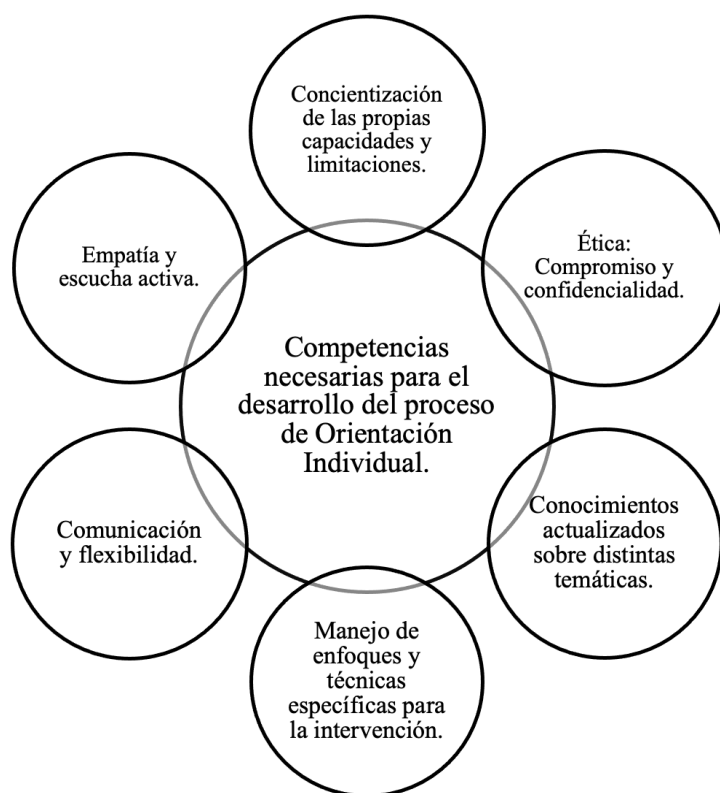 Concientización
de las propias
capacidades y
limitaciones.
Empatía y
escucha activa.
Ética:
Compromiso y
confidencialidad.
Competencias
necesarias para el
desarrollo del proceso
de Orientación
Individual.
Comunicación
y flexibilidad.
Conocimientos
actualizados
sobre distintas
temáticas.
Manejo de
enfoques y
técnicas
específicas para
la intervención.